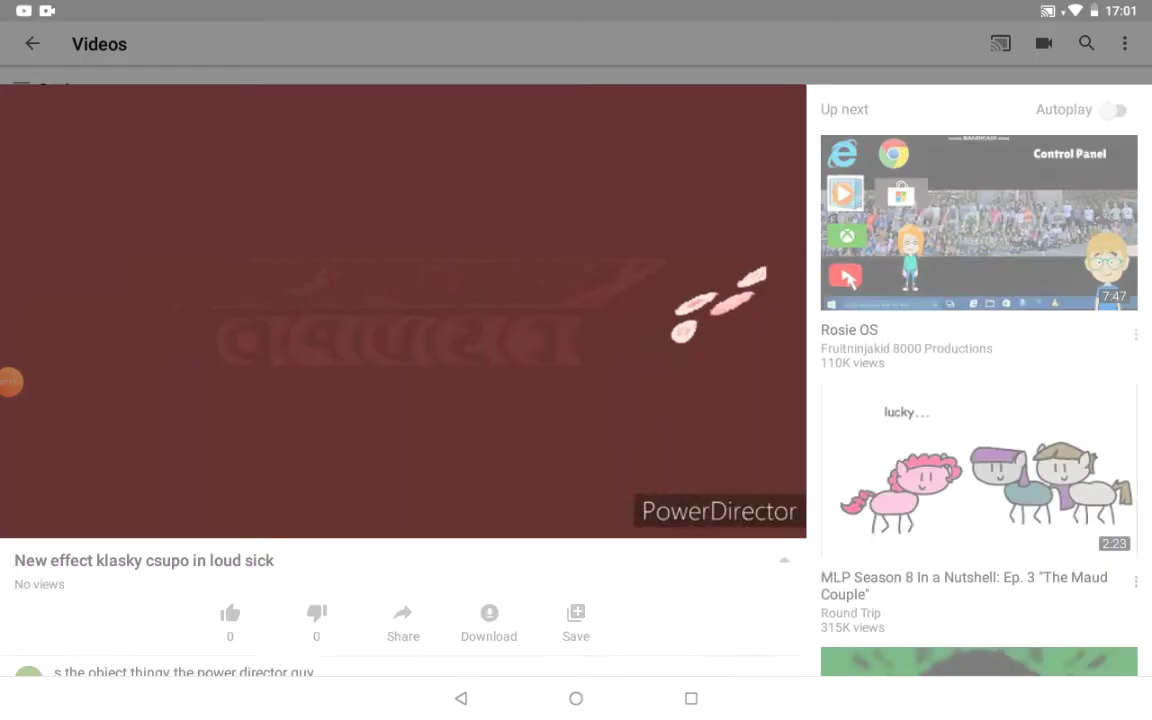 17:01
Videos
Up next
Autoplay
Control Panel
7:47
Rosie OS
Fruitninjakid 8000 Productions
110K views
lucky...
2:23
MLP Season 8 In a Nutshell: Ep. 3 "The Maud
Couple"
Round Trip
315K views
PowerDirector
New effect klasky csupo in loud sick
No views
0
0
Share
Download
Save
s the object thingy the power director guy